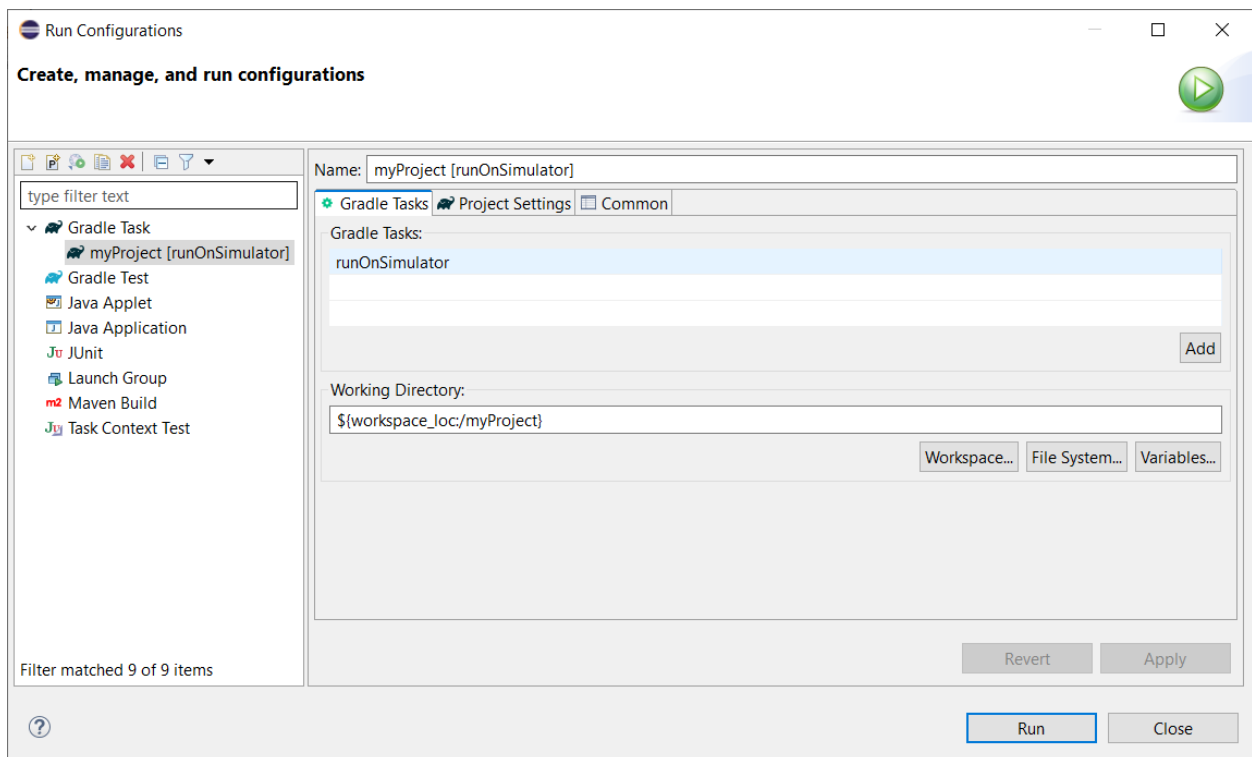 Run Configurations
Create, manage, and run configurations
type filter text
Gradle Task
myProject [runOnSimulator]
Gradle Test
Java Applet
Java Application
Ju JUnit
Launch Group
m2 Maven Build
Task Context Test
Filter matched 9 of 9 items
Name: myProject [runOnSimulator]
Gradle Tasks Project Settings Common
Gradle Tasks:
runOnSimulator
Add
Working Directory:
${workspace_loc:/myProject}
Workspace... File System... Variables...
Revert Apply
Run Close